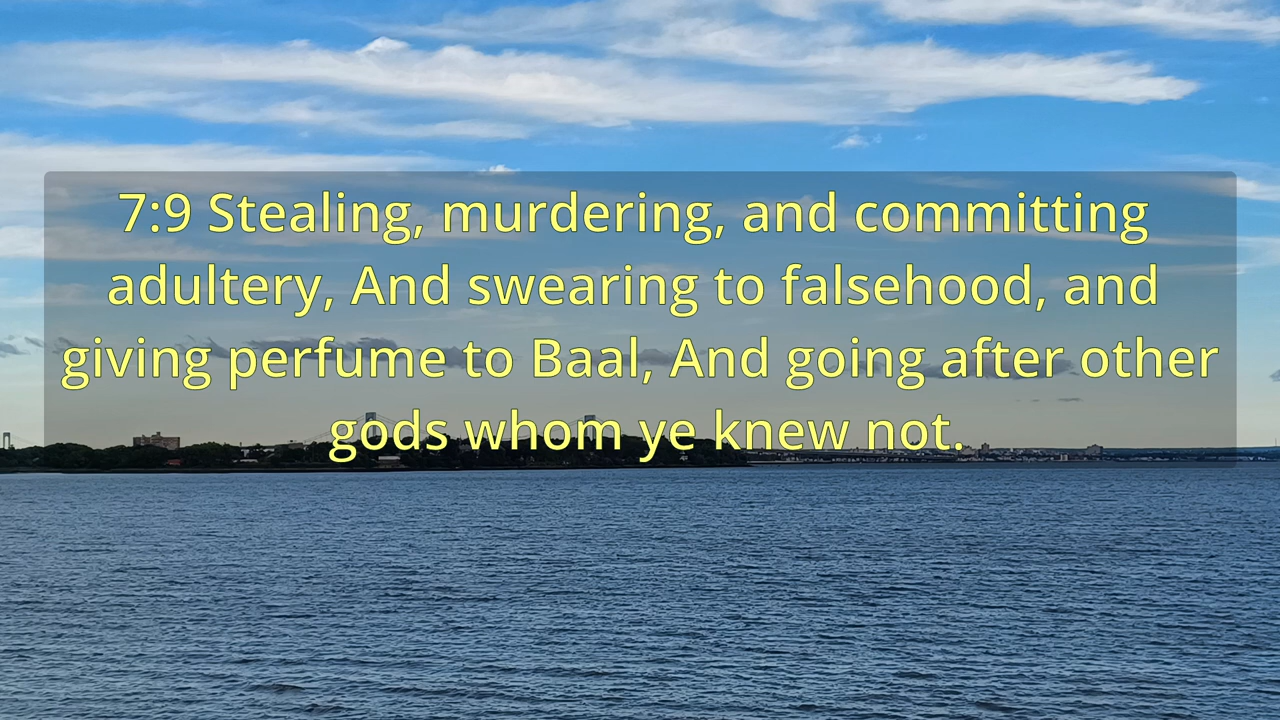 7:9 Stealing, murdering, and committing
adultery, And swearing to falsehood, and
giving perfume to Baal, And going after other
gods whom ye knew not.